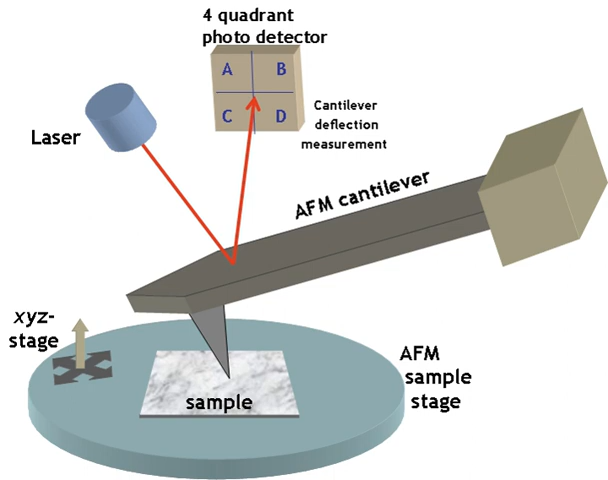 4 quadrant
photo detector
A B
C D
Cantilever
deflection
measurement
Laser
AFM cantilever
xyz-
stage
AFM
sample
stage
sample